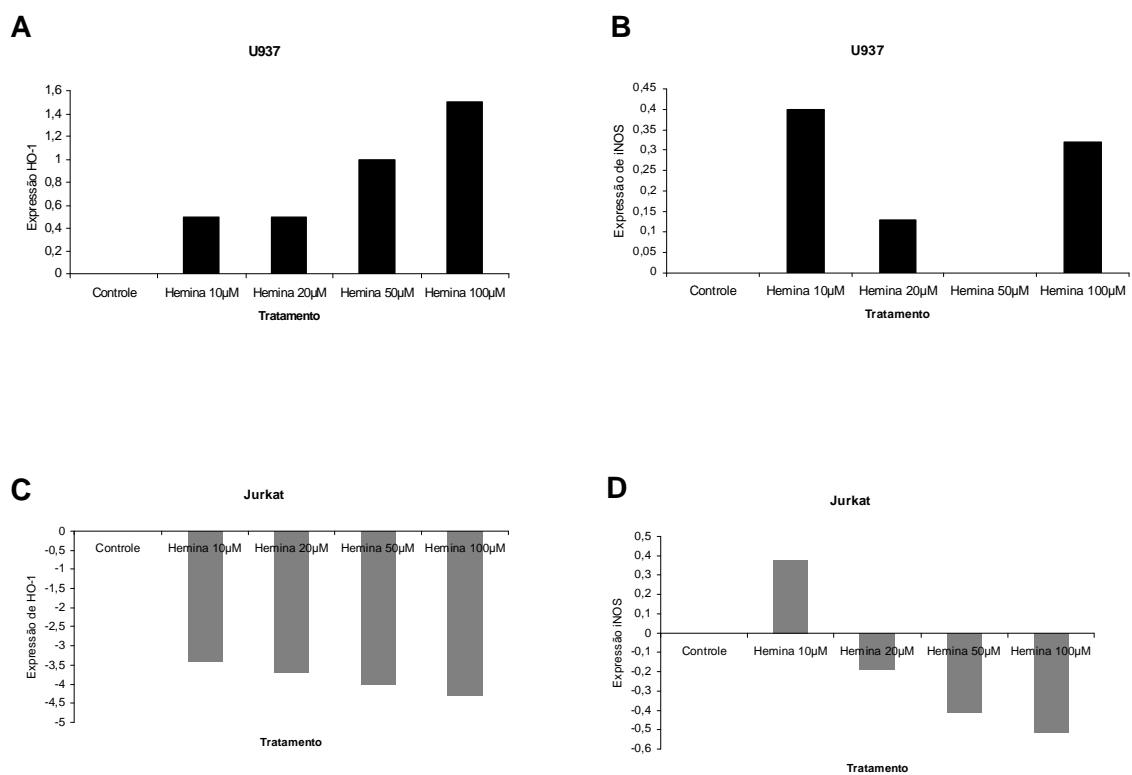 A
U937
Expressão HO-1
1,6
1,4
1,2
1
0,8
0,6
0,4
0,2
0
Controle Hemina 10µM Hemina 20µM Hemina 50µM Hemina 100µM
Tratamento
B
U937
Expressão de iNOS
0,45
0,4
0,35
0,3
0,25
0,2
0,15
0,1
0,05
0
Controle Hemina 10µM Hemina 20µM Hemina 50µM Hemina 100µM
Tratamento
C
Jurkat
Expressão de HO-1
0
-0,5
-1
-1,5
-2
-2,5
-3
-3,5
-4
-4,5
-5
Controle Hemina 10µM Hemina 20µM Hemina 50µM Hemina 100µM
Tratamento
D
Jurkat
Expressão iNOS
0,5
0,4
0,3
0,2
0,1
0
-0,1
-0,2
-0,3
-0,4
-0,5
-0,6
Controle Hemina 10µM Hemina 20µM Hemina 50µM Hemina 100µM
Tratamento